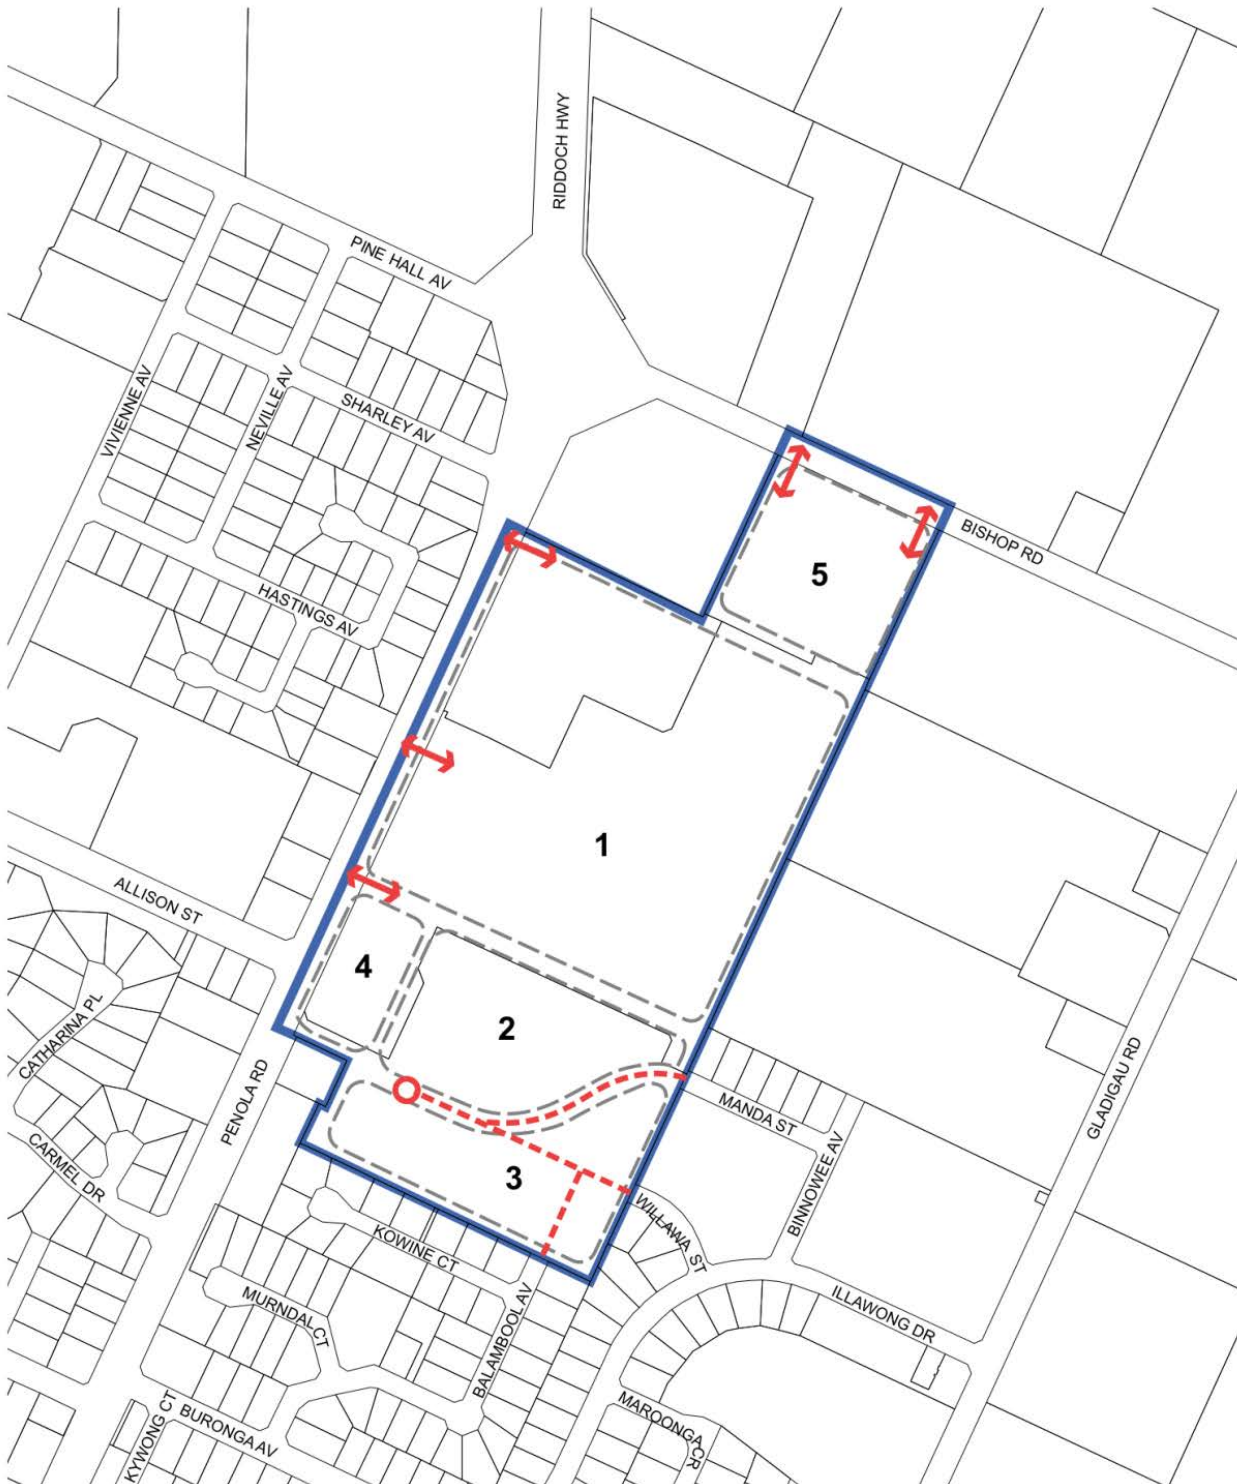 RIDDOCH HWY
PINE HALL AV
VIVIENNE AV
NEVILLE AV
SHARLEY AV
BISHOP RD
5
HASTINGS AV
1
ALLISON ST
4
2
CATHARINA PL
PENOLA RD
MANDA ST
GLADIGAU RD
BINNOWEE AV
CARMEL DR
3
WILLAWA ST
KOWINE CT
MURNDAL CT
BALAMBOOL AV
ILLAWONG DR
KYWONG CT
BURONGA AV
MAROONGA CR